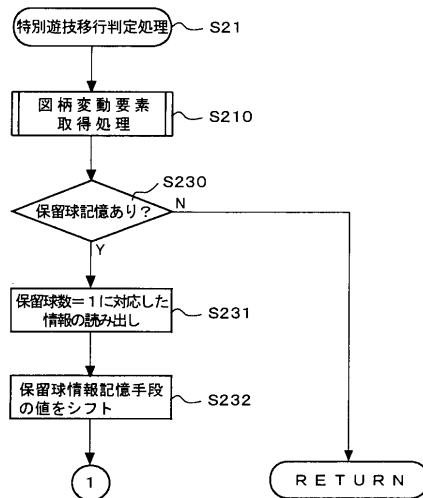 特別遊技移行判定処理
S21
図柄変動要素
取得処理
S210
S230
保留球記憶あり？
N
Y
保留球数＝1に対応した
情報の読み出し
S231
保留球情報記憶手段
の値をシフト
S232
1
RETURN